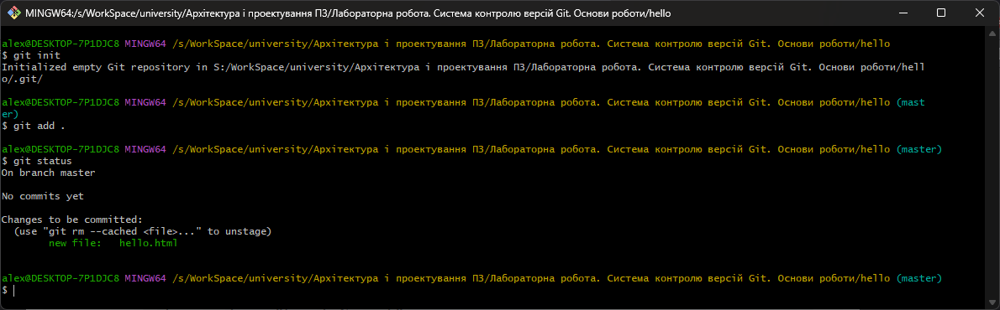 MINGW64:/s/WorkSpace/university/Архітектура і проектування ПЗ/Лабораторна робота. Система контролю версій Git. Основи роботи/hello
alex@DESKTOP-7P1DJC8 MINGW64 /s/WorkSpace/university/Архітектура і проектування ПЗ/Лабораторна робота. Система контролю версій Git. Основи роботи/hello
$ git init
Initialized empty Git repository in S:/WorkSpace/university/Архітектура і проектування ПЗ/Лабораторна робота. Система контролю версій Git. Основи роботи/hell
o/.git/
alex@DESKTOP-7P1DJC8 MINGW64 /s/WorkSpace/university/Архітектура і проектування ПЗ/Лабораторна робота. Система контролю версій Git. Основи роботи/hello (mast
er)
$ git add .
alex@DESKTOP-7P1DJC8 MINGW64 /s/WorkSpace/university/Архітектура і проектування ПЗ/Лабораторна робота. Система контролю версій Git. Основи роботи/hello (master)
$ git status
On branch master
No commits yet
Changes to be committed:
  (use "git rm --cached <file>..." to unstage)
        new file:   hello.html
alex@DESKTOP-7P1DJC8 MINGW64 /s/WorkSpace/university/Архітектура і проектування ПЗ/Лабораторна робота. Система контролю версій Git. Основи роботи/hello (master)
$